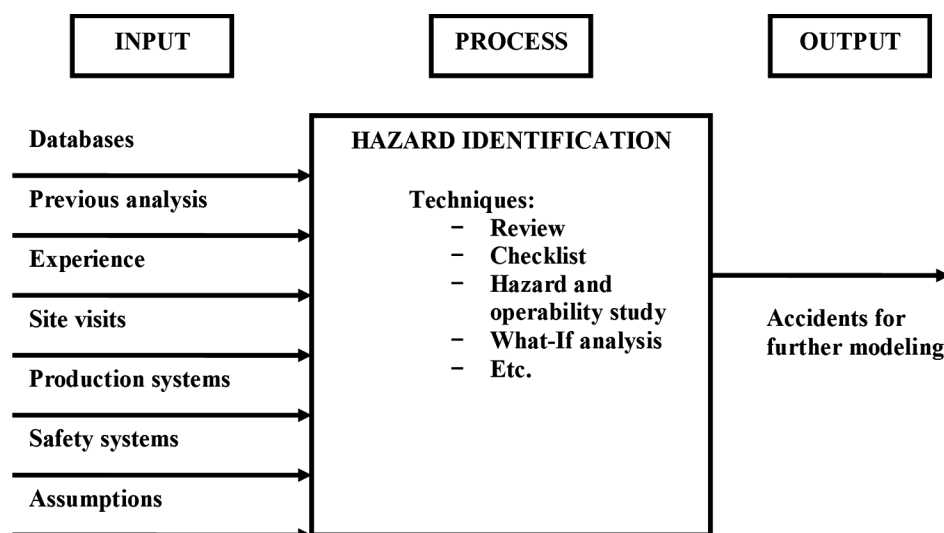 INPUT
PROCESS
OUTPUT
Databases
Previous analysis
Experience
Site visits
Production systems
Safety systems
Assumptions
HAZARD IDENTIFICATION
Techniques:
– Review
– Checklist
– Hazard and
operability study
– What-If analysis
– Etc.
Accidents for
further modeling